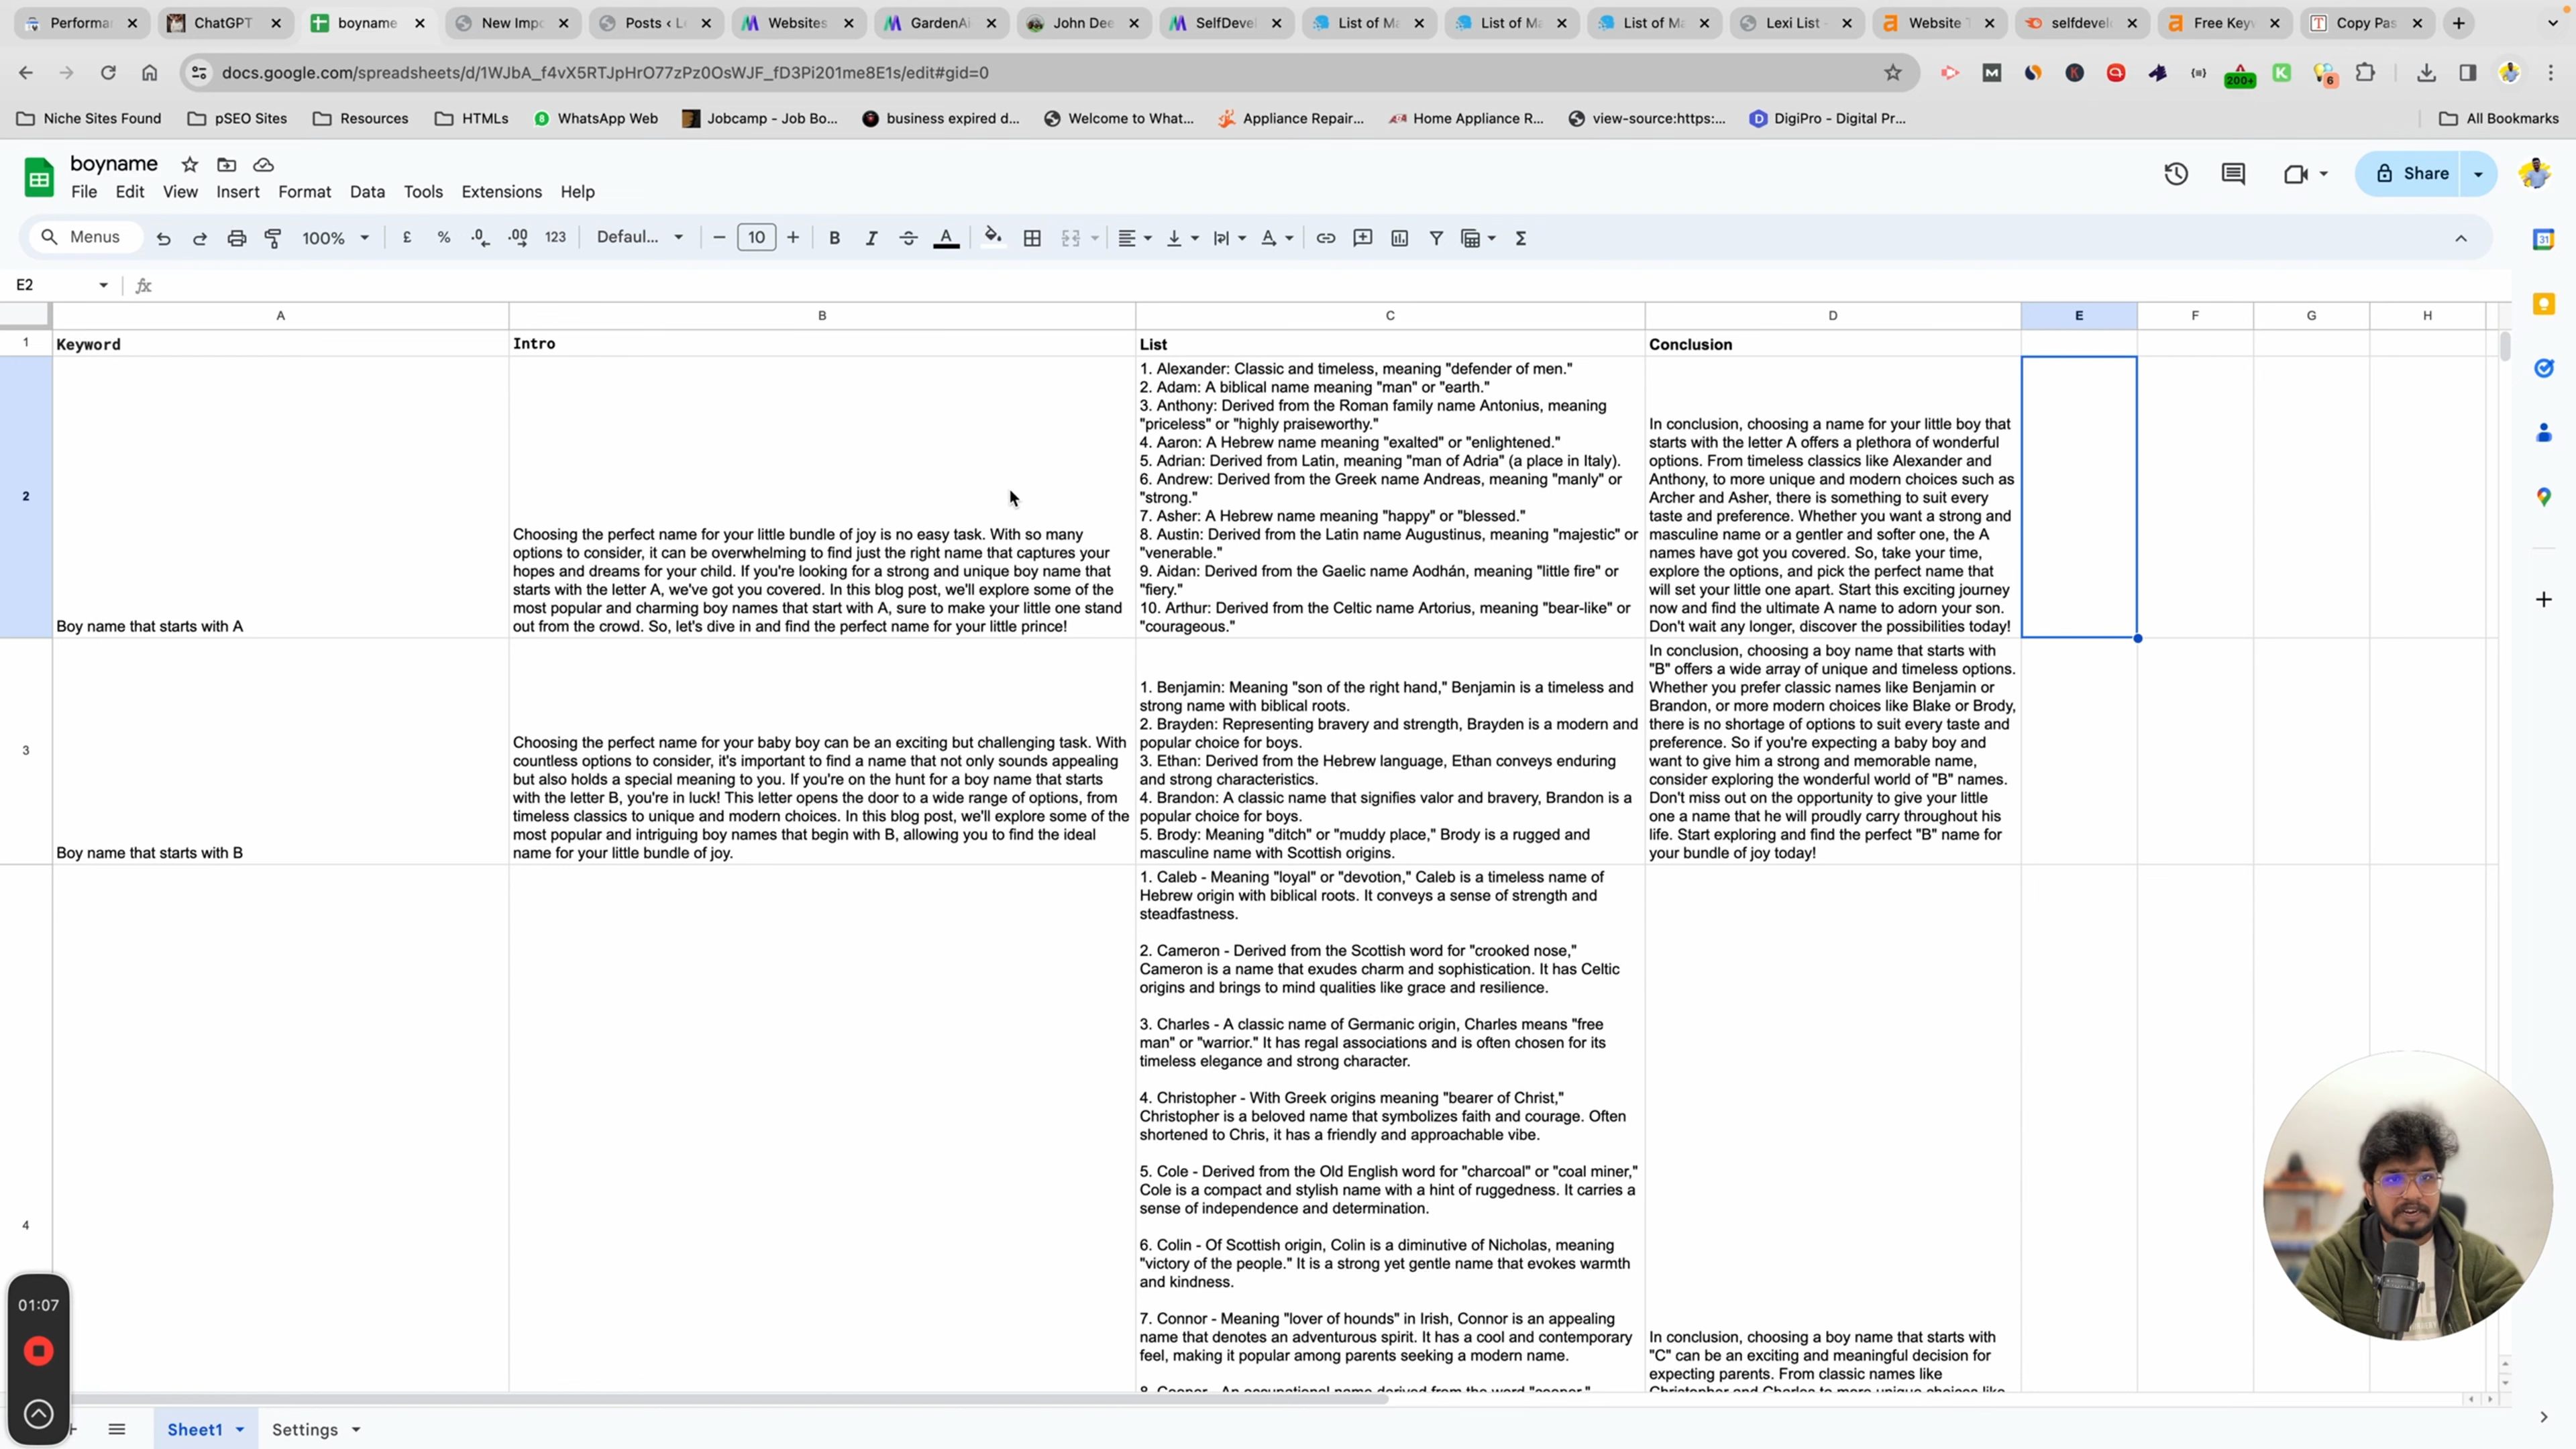 Performa
ChatGPT
boyname
New Impo
Posts ‹ L
Websites
GardenAi
John Dee
SelfDeve
List of Ma
List of Ma
List of Ma
Lexi List
Website T
selfdevel
Free Key
Copy Pas
docs.google.com/spreadsheets/d/1WJbA_f4vX5RTJpHrO77zPz0OsWJF_fD3Pi201me8E1s/edit#gid=0
200+
6
Niche Sites Found
pSEO Sites
Resources
HTMLs
WhatsApp Web
Jobcamp - Job Bo...
business expired d...
Welcome to What...
Appliance Repair...
Home Appliance R...
view-source:https:...
DigiPro - Digital Pr...
All Bookmarks
boyname
File Edit View Insert Format Data Tools Extensions Help
Share
Menus
100%
£ % .0 .00 123
Defaul...
10
B I
E2
fx
A B C D E F G H
1
Keyword
Intro
List
Conclusion
2
Boy name that starts with A
Choosing the perfect name for your little bundle of joy is no easy task. With so many
options to consider, it can be overwhelming to find just the right name that captures your
hopes and dreams for your child. If you're looking for a strong and unique boy name that
starts with the letter A, we've got you covered. In this blog post, we'll explore some of the
most popular and charming boy names that start with A, sure to make your little one stand
out from the crowd. So, let's dive in and find the perfect name for your little prince!
1. Alexander: Classic and timeless, meaning "defender of men."
2. Adam: A biblical name meaning "man" or "earth."
3. Anthony: Derived from the Roman family name Antonius, meaning
"priceless" or "highly praiseworthy."
4. Aaron: A Hebrew name meaning "exalted" or "enlightened."
5. Adrian: Derived from Latin, meaning "man of Adria" (a place in Italy).
6. Andrew: Derived from the Greek name Andreas, meaning "manly" or
"strong."
7. Asher: A Hebrew name meaning "happy" or "blessed."
8. Austin: Derived from the Latin name Augustinus, meaning "majestic" or
"venerable."
9. Aidan: Derived from the Gaelic name Aodhán, meaning "little fire" or
"fiery."
10. Arthur: Derived from the Celtic name Artorius, meaning "bear-like" or
"courageous."
In conclusion, choosing a name for your little boy that
starts with the letter A offers a plethora of wonderful
options. From timeless classics like Alexander and
Anthony, to more unique and modern choices such as
Archer and Asher, there is something to suit every
taste and preference. Whether you want a strong and
masculine name or a gentler and softer one, the A
names have got you covered. So, take your time,
explore the options, and pick the perfect name that
will set your little one apart. Start this exciting journey
now and find the ultimate A name to adorn your son.
Don't wait any longer, discover the possibilities today!
3
Boy name that starts with B
Choosing the perfect name for your baby boy can be an exciting but challenging task. With
countless options to consider, it's important to find a name that not only sounds appealing
but also holds a special meaning to you. If you're on the hunt for a boy name that starts
with the letter B, you're in luck! This letter opens the door to a wide range of options, from
timeless classics to unique and modern choices. In this blog post, we'll explore some of the
most popular and intriguing boy names that begin with B, allowing you to find the ideal
name for your little bundle of joy.
1. Benjamin: Meaning "son of the right hand," Benjamin is a timeless and
strong name with biblical roots.
2. Brayden: Representing bravery and strength, Brayden is a modern and
popular choice for boys.
3. Ethan: Derived from the Hebrew language, Ethan conveys enduring
and strong characteristics.
4. Brandon: A classic name that signifies valor and bravery, Brandon is a
popular choice for boys.
5. Brody: Meaning "ditch" or "muddy place," Brody is a rugged and
masculine name with Scottish origins.
In conclusion, choosing a boy name that starts with
"B" offers a wide array of unique and timeless options.
Whether you prefer classic names like Benjamin or
Brandon, or more modern choices like Blake or Brody,
there is no shortage of options to suit every taste and
preference. So if you're expecting a baby boy and
want to give him a strong and memorable name,
consider exploring the wonderful world of "B" names.
Don't miss out on the opportunity to give your little
one a name that he will proudly carry throughout his
life. Start exploring and find the perfect "B" name for
your bundle of joy today!
4
1. Caleb - Meaning "loyal" or "devotion," Caleb is a timeless name of
Hebrew origin with biblical roots. It conveys a sense of strength and
steadfastness.
2. Cameron - Derived from the Scottish word for "crooked nose,"
Cameron is a name that exudes charm and sophistication. It has Celtic
origins and brings to mind qualities like grace and resilience.
3. Charles - A classic name of Germanic origin, Charles means "free
man" or "warrior." It has regal associations and is often chosen for its
timeless elegance and strong character.
4. Christopher - With Greek origins meaning "bearer of Christ,"
Christopher is a beloved name that symbolizes faith and courage. Often
shortened to Chris, it has a friendly and approachable vibe.
5. Cole - Derived from the Old English word for "charcoal" or "coal miner,"
Cole is a compact and stylish name with a hint of ruggedness. It carries a
sense of independence and determination.
6. Colin - Of Scottish origin, Colin is a diminutive of Nicholas, meaning
"victory of the people." It is a strong yet gentle name that evokes warmth
and kindness.
7. Connor - Meaning "lover of hounds" in Irish, Connor is an appealing
name that denotes an adventurous spirit. It has a cool and contemporary
feel, making it popular among parents seeking a modern name.
8. Cooper - An occupational name derived from the word "cooper,"
In conclusion, choosing a boy name that starts with
"C" can be an exciting and meaningful decision for
expecting parents. From classic names like
Christopher and Charles to more unique choices like
01:07
Sheet1
Settings